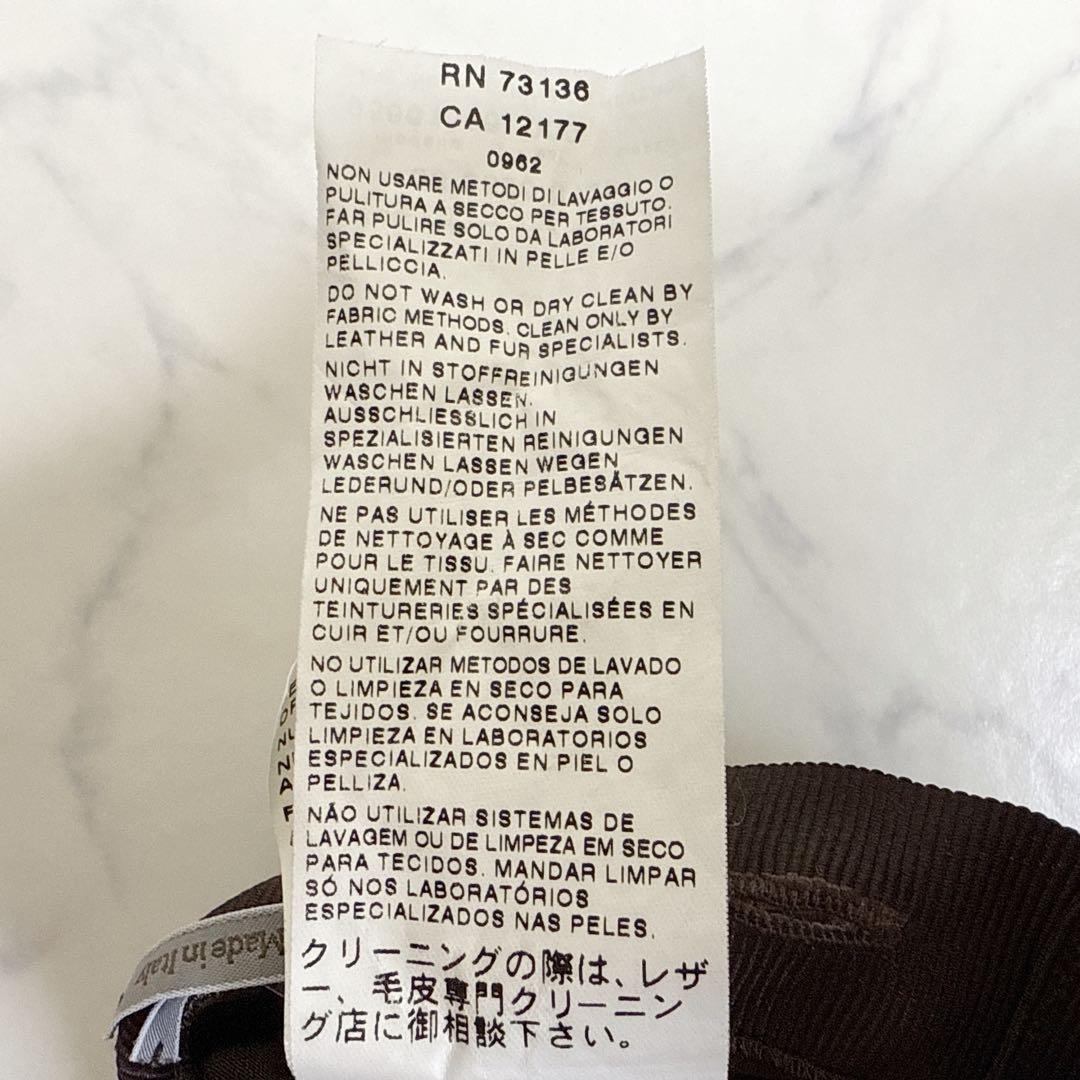 RN 73136
CA 12177
0962
NON USARE METODI DI LAVAGGIO O
PULITURA A SECCO PER TESSUTO.
FAR PULIRE SOLO DA LABORATORI
SPECIALIZZATI IN PELLE E/O
PELLICCIA.
DO NOT WASH OR DRY CLEAN BY
FABRIC METHODS. CLEAN ONLY BY
LEATHER AND FUR SPECIALISTS.
NICHT IN STOFFREINIGUNGEN
WASCHEN LASSEN.
AUSSCHLIESSLICH IN
SPEZIALISIERTEN REINIGUNGEN
WASCHEN LASSEN WEGEN
LEDERUND/ODER PELBESÄTZEN.
NE PAS UTILISER LES MÉTHODES
DE NETTOYAGE À SEC COMME
POUR LE TISSU. FAIRE NETTOYER
UNIQUEMENT PAR DES
TEINTURERIES SPÉCIALISÉES EN
CUIR ET/OU FOURRURE.
NO UTILIZAR METODOS DE LAVADO
O LIMPIEZA EN SECO PARA
TEJIDOS. SE ACONSEJA SOLO
LIMPIEZA EN LABORATORIOS
ESPECIALIZADOS EN PIEL O
PELLIZA.
NÃO UTILIZAR SISTEMAS DE
LAVAGEM OU DE LIMPEZA EM SECO
PARA TECIDOS. MANDAR LIMPAR
SÓ NOS LABORATÓRIOS
ESPECIALIZADOS NAS PELES.
クリーニングの際は、レザ
ー、毛皮専門クリーニン
グ店に御相談下さい。
Made in Italy